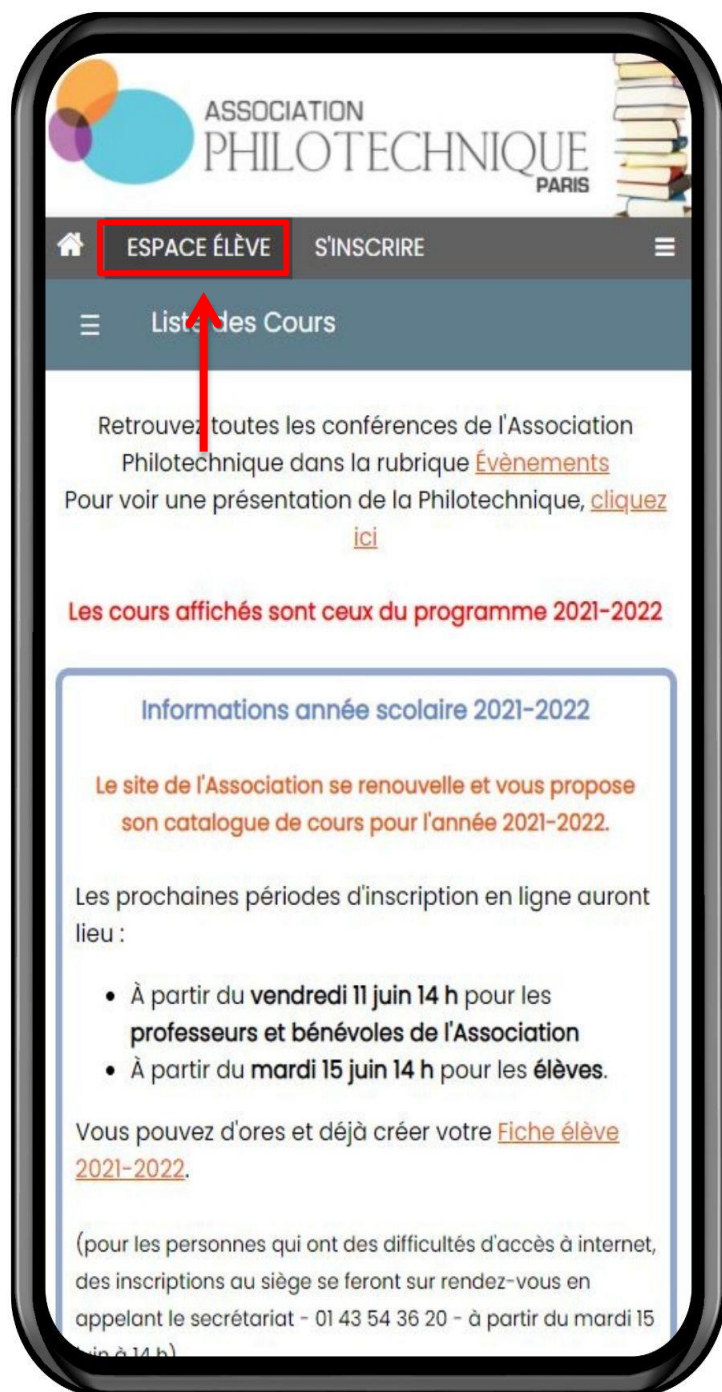 ASSOCIATION
PHILOTECHNIQUE
PARIS
ESPACE ÉLÈVE S'INSCRIRE
Liste des Cours
Retrouvez toutes les conférences de l'Association
Philotechnique dans la rubrique Évènements
Pour voir une présentation de la Philotechnique, cliquez
ici
Les cours affichés sont ceux du programme 2021-2022
Informations année scolaire 2021-2022
Le site de l'Association se renouvelle et vous propose
son catalogue de cours pour l'année 2021-2022.
Les prochaines périodes d'inscription en ligne auront
lieu :
• À partir du vendredi 11 juin 14 h pour les
professeurs et bénévoles de l'Association
• À partir du mardi 15 juin 14 h pour les élèves.
Vous pouvez d'ores et déjà créer votre Fiche élève
2021-2022.
(pour les personnes qui ont des difficultés d'accès à internet,
des inscriptions au siège se feront sur rendez-vous en
appelant le secrétariat - 01 43 54 36 20 - à partir du mardi 15
juin à 14 h)